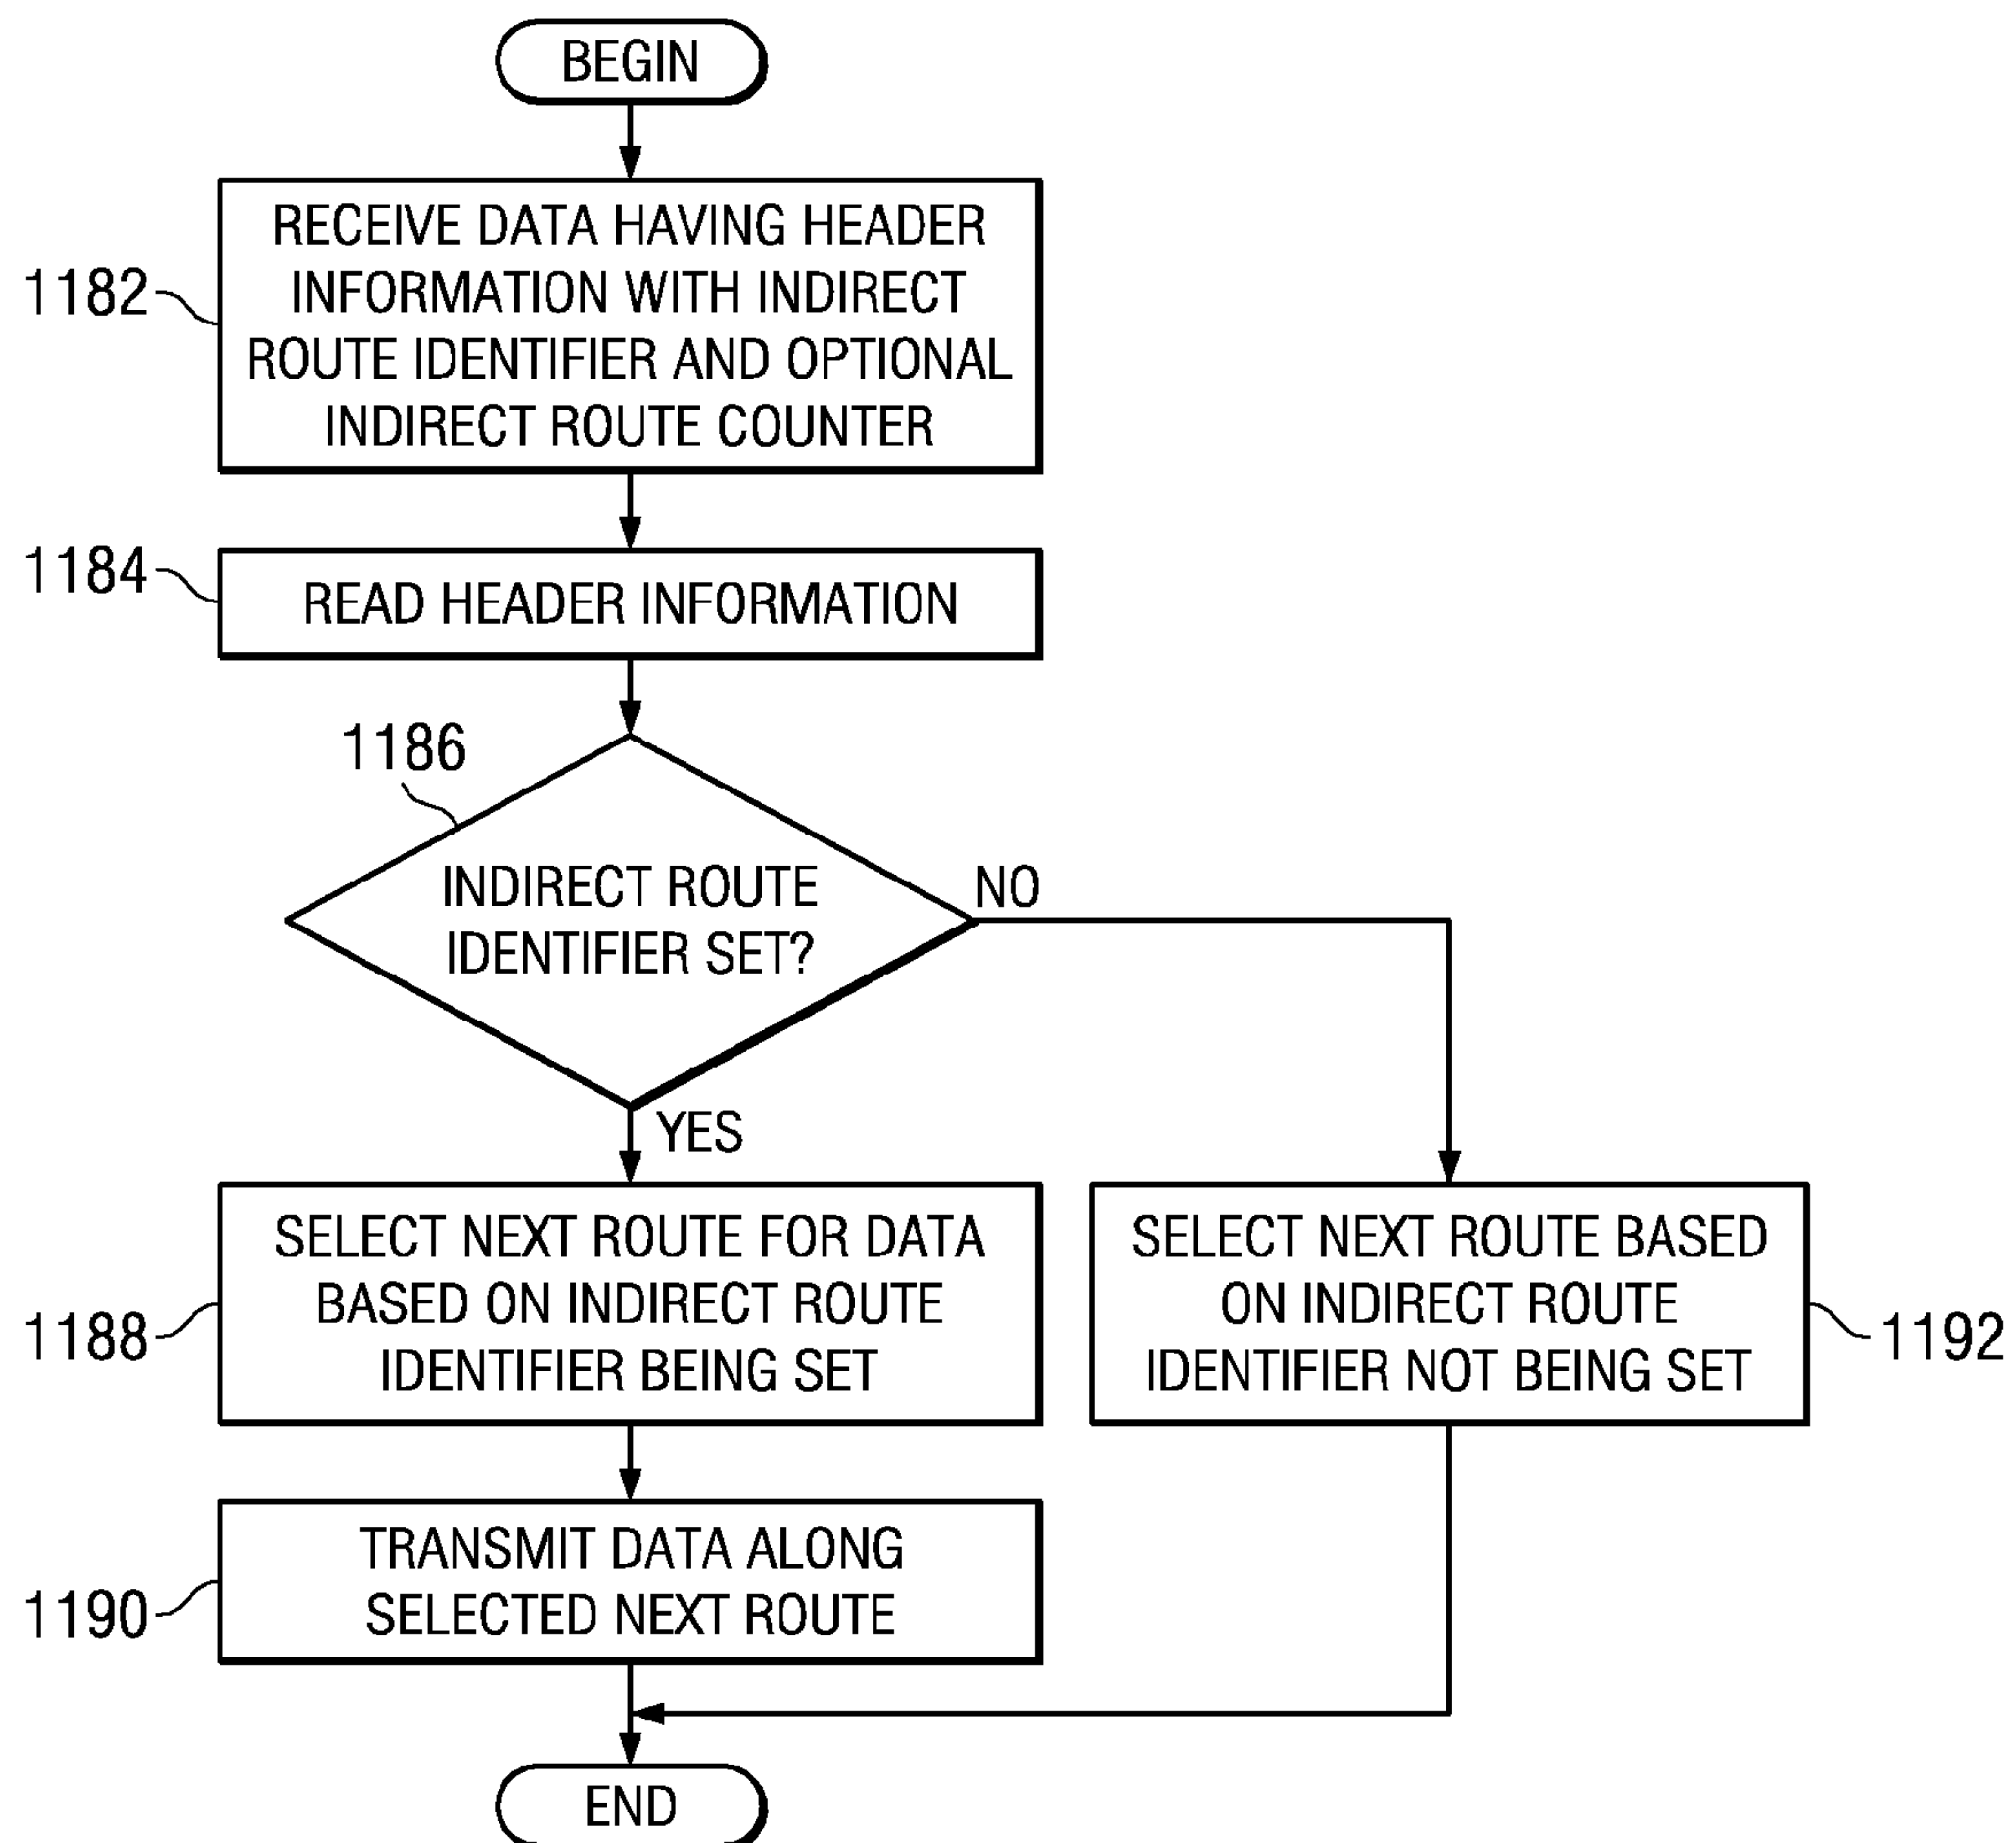 BEGIN
1182
RECEIVE DATA HAVING HEADER
INFORMATION WITH INDIRECT
ROUTE IDENTIFIER AND OPTIONAL
INDIRECT ROUTE COUNTER
1184
READ HEADER INFORMATION
1186
INDIRECT ROUTE
IDENTIFIER SET?
NO
YES
1188
SELECT NEXT ROUTE FOR DATA
BASED ON INDIRECT ROUTE
IDENTIFIER BEING SET
SELECT NEXT ROUTE BASED
ON INDIRECT ROUTE
IDENTIFIER NOT BEING SET
1192
1190
TRANSMIT DATA ALONG
SELECTED NEXT ROUTE
END